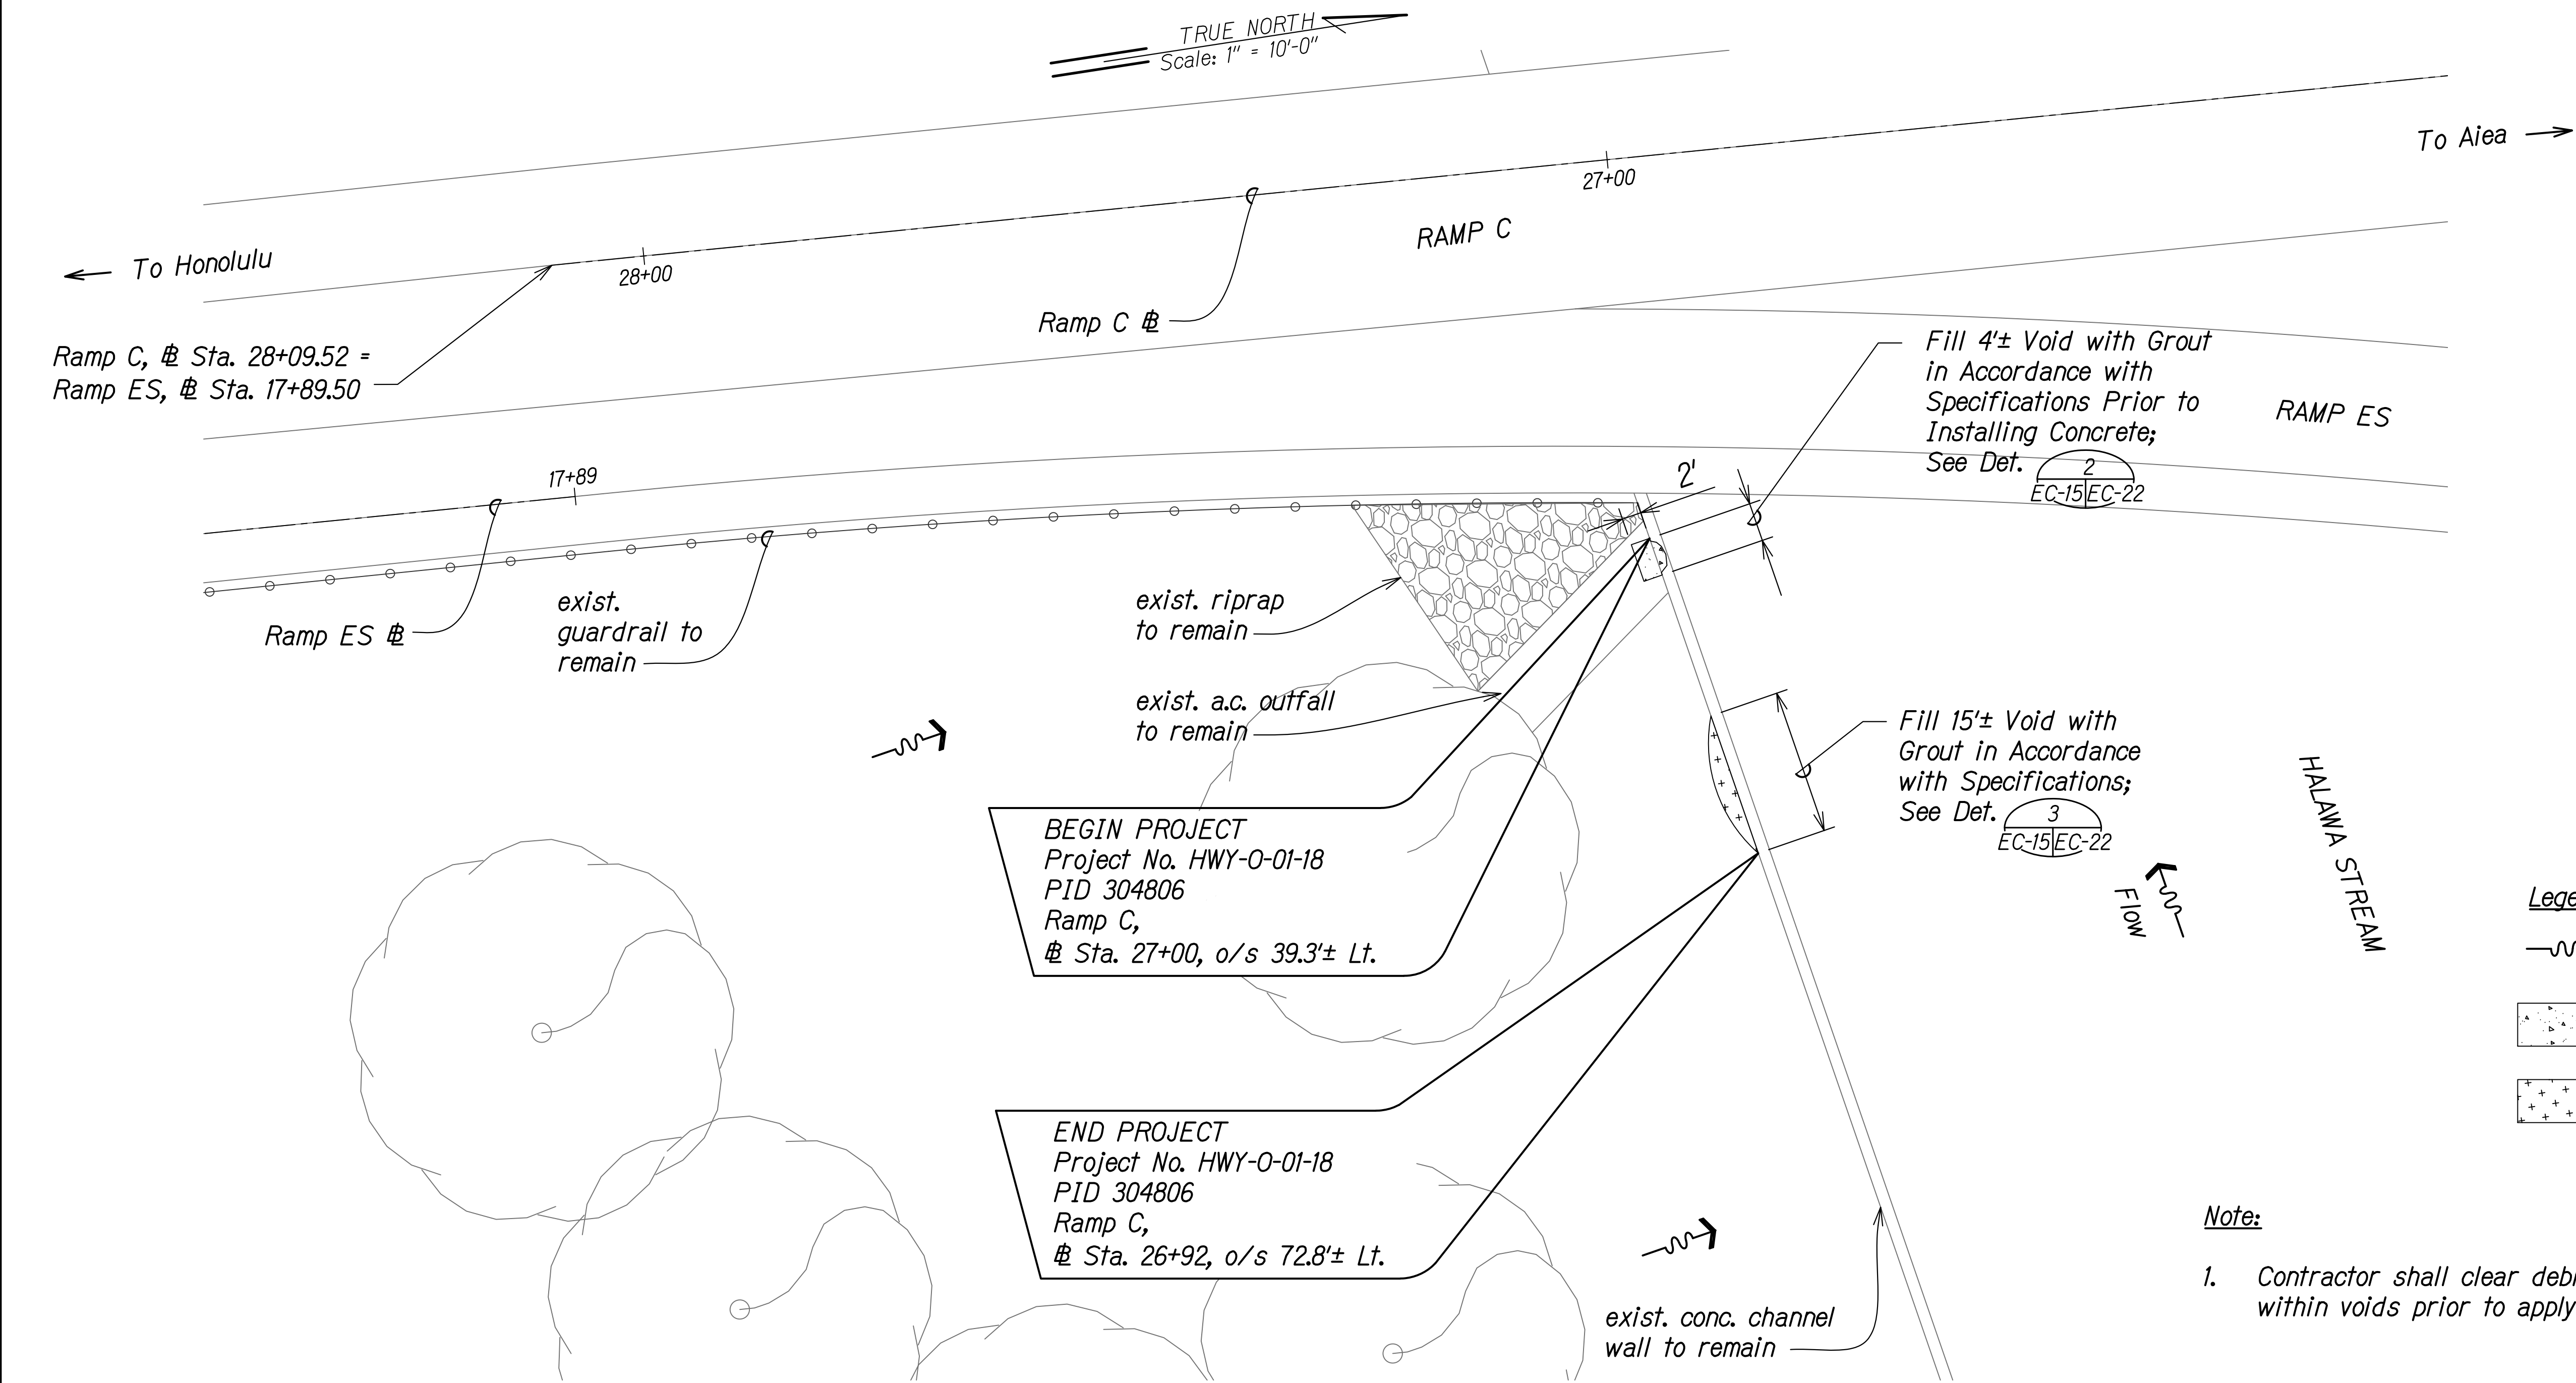 TRUE NORTH
Scale: 1" = 10'-0"
To Aiea
27+00
RAMP C
To Honolulu
28+00
Ramp C ℄
Ramp C, ℄ Sta. 28+09.52 =
Ramp ES, ℄ Sta. 17+89.50
Fill 4'± Void with Grout
in Accordance with
Specifications Prior to
Installing Concrete;
See Det.
2
EC-15 EC-22
RAMP ES
17+89
2'
Ramp ES ℄
exist.
guardrail to
remain
exist. riprap
to remain
exist. a.c. outfall
to remain
Fill 15'± Void with
Grout in Accordance
with Specifications;
See Det.
3
EC-15 EC-22
HALAWA STREAM
Flow
BEGIN PROJECT
Project No. HWY-O-01-18
PID 304806
Ramp C,
℄ Sta. 27+00, o/s 39.3'± Lt.
END PROJECT
Project No. HWY-O-01-18
PID 304806
Ramp C,
℄ Sta. 26+92, o/s 72.8'± Lt.
exist. conc. channel
wall to remain
Lege
Note:
1. Contractor shall clear deb
within voids prior to apply